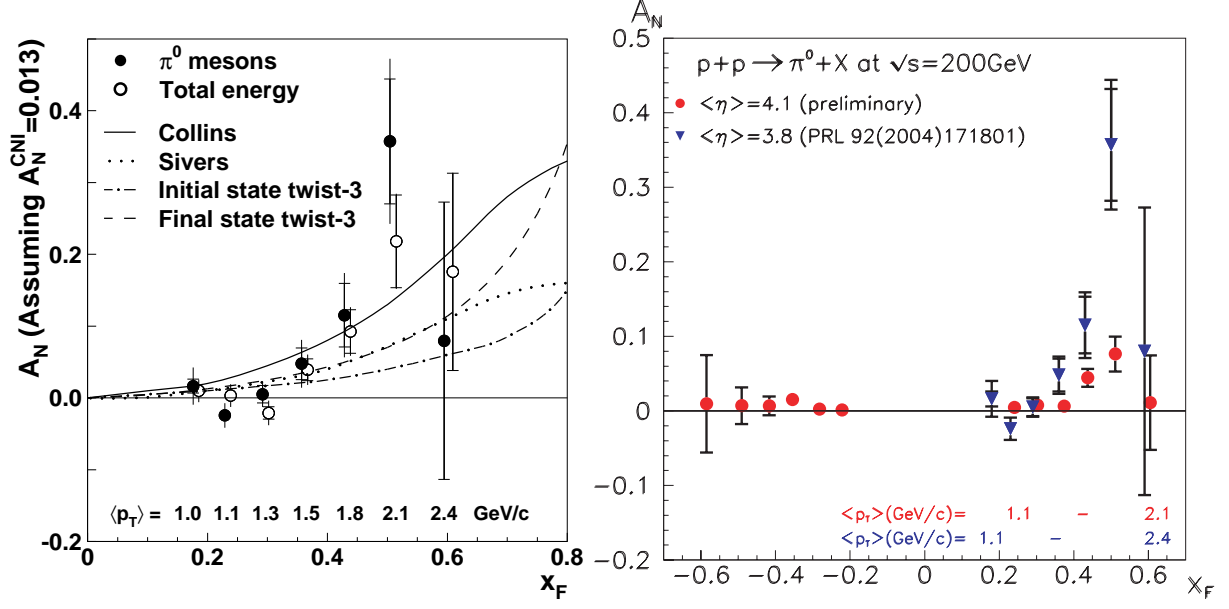 A_N (Assuming A_N^CNI=0.013)
0.4
0.2
0.0
-0.2
π⁰ mesons
Total energy
Collins
Sivers
Initial state twist-3
Final state twist-3
⟨p_T⟩ = 1.0 1.1 1.3 1.5 1.8 2.1 2.4 GeV/c
0 0.2 0.4 0.6 0.8
x_F
A_N
0.5
0.4
0.3
0.2
0.1
0
−0.1
−0.2
p+p → π⁰+X at √s=200GeV
<η>=4.1 (preliminary)
<η>=3.8 (PRL 92(2004)171801)
<p_T>(GeV/c)= 1.1 − 2.1
<p_T>(GeV/c)= 1.1 − 2.4
−0.6 −0.4 −0.2 0 0.2 0.4 0.6
x_F